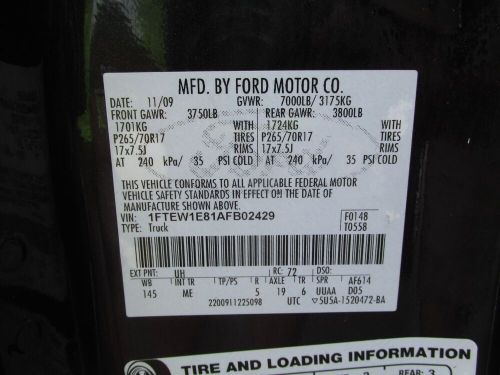 MFD. BY FORD MOTOR CO.
DATE: 11/09 GVWR: 7000LB/ 3175KG
FRONT GAWR: 3750LB REAR GAWR: 3800LB
1701KG WITH 1724KG WITH
P265/70R17 TIRES P265/70R17 TIRES
17x7.5J RIMS 17x7.5J RIMS
AT 240 kPa/ 35 PSI COLD AT 240 kPa/ 35 PSI COLD
THIS VEHICLE CONFORMS TO ALL APPLICABLE FEDERAL MOTOR
VEHICLE SAFETY STANDARDS IN EFFECT ON THE DATE OF
MANUFACTURE SHOWN ABOVE.
VIN: 1FTEW1E81AFB02429 F0148
TYPE: Truck T0558
EXT PNT: UH RC: 72 DSO:
WB INT TR TP/PS R AXLE TR SPR AF614
145 ME 5 19 6 UUAA D05
2200911225098 UTC ▽5U5A-1520472-BA
TIRE AND LOADING INFORMATION
REAR: 3